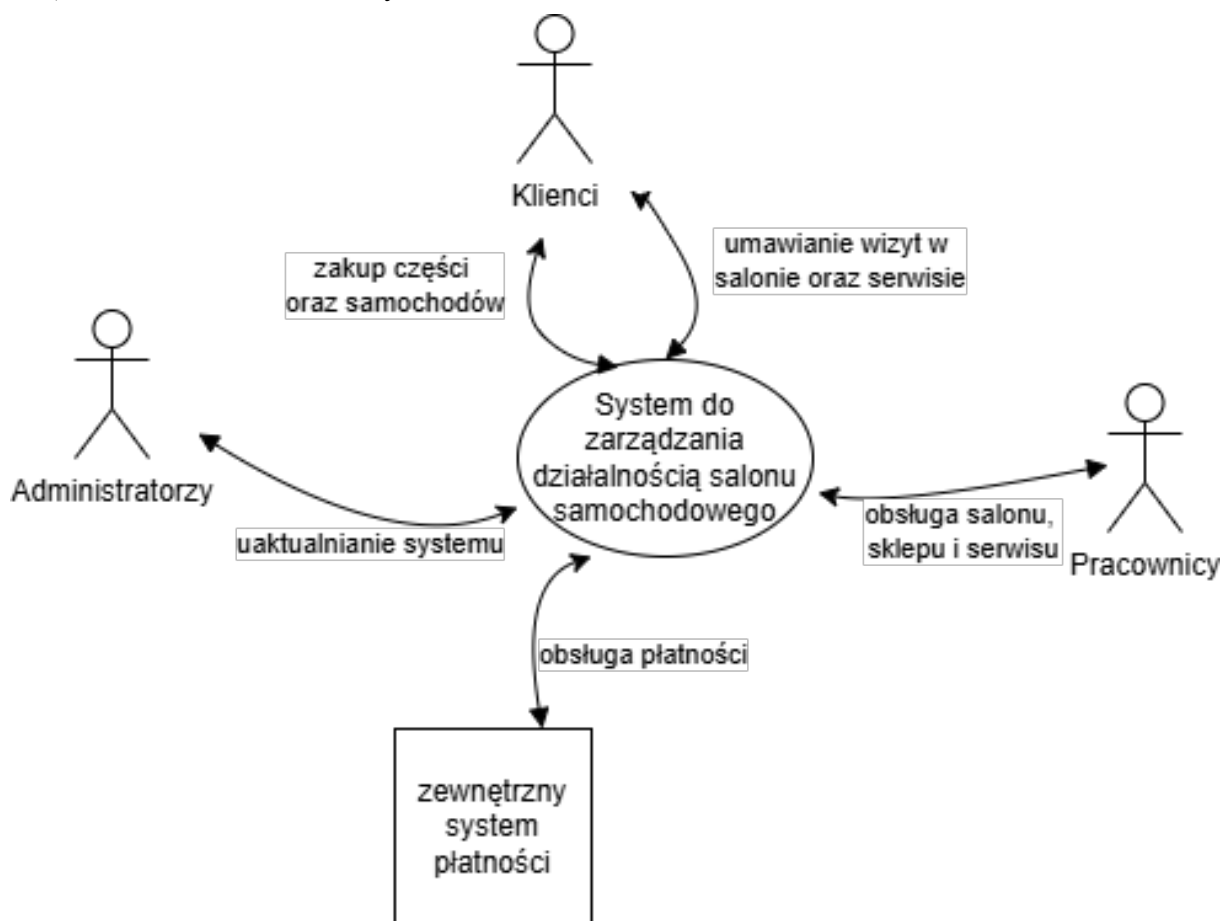 Klienci
zakup części
oraz samochodów
umawianie wizyt w
salonie oraz serwisie
System do
zarządzania
działalnością salonu
samochodowego
Administratorzy
uaktualnianie systemu
obsługa salonu,
sklepu i serwisu
Pracownicy
obsługa płatności
zewnętrzny
system
płatności